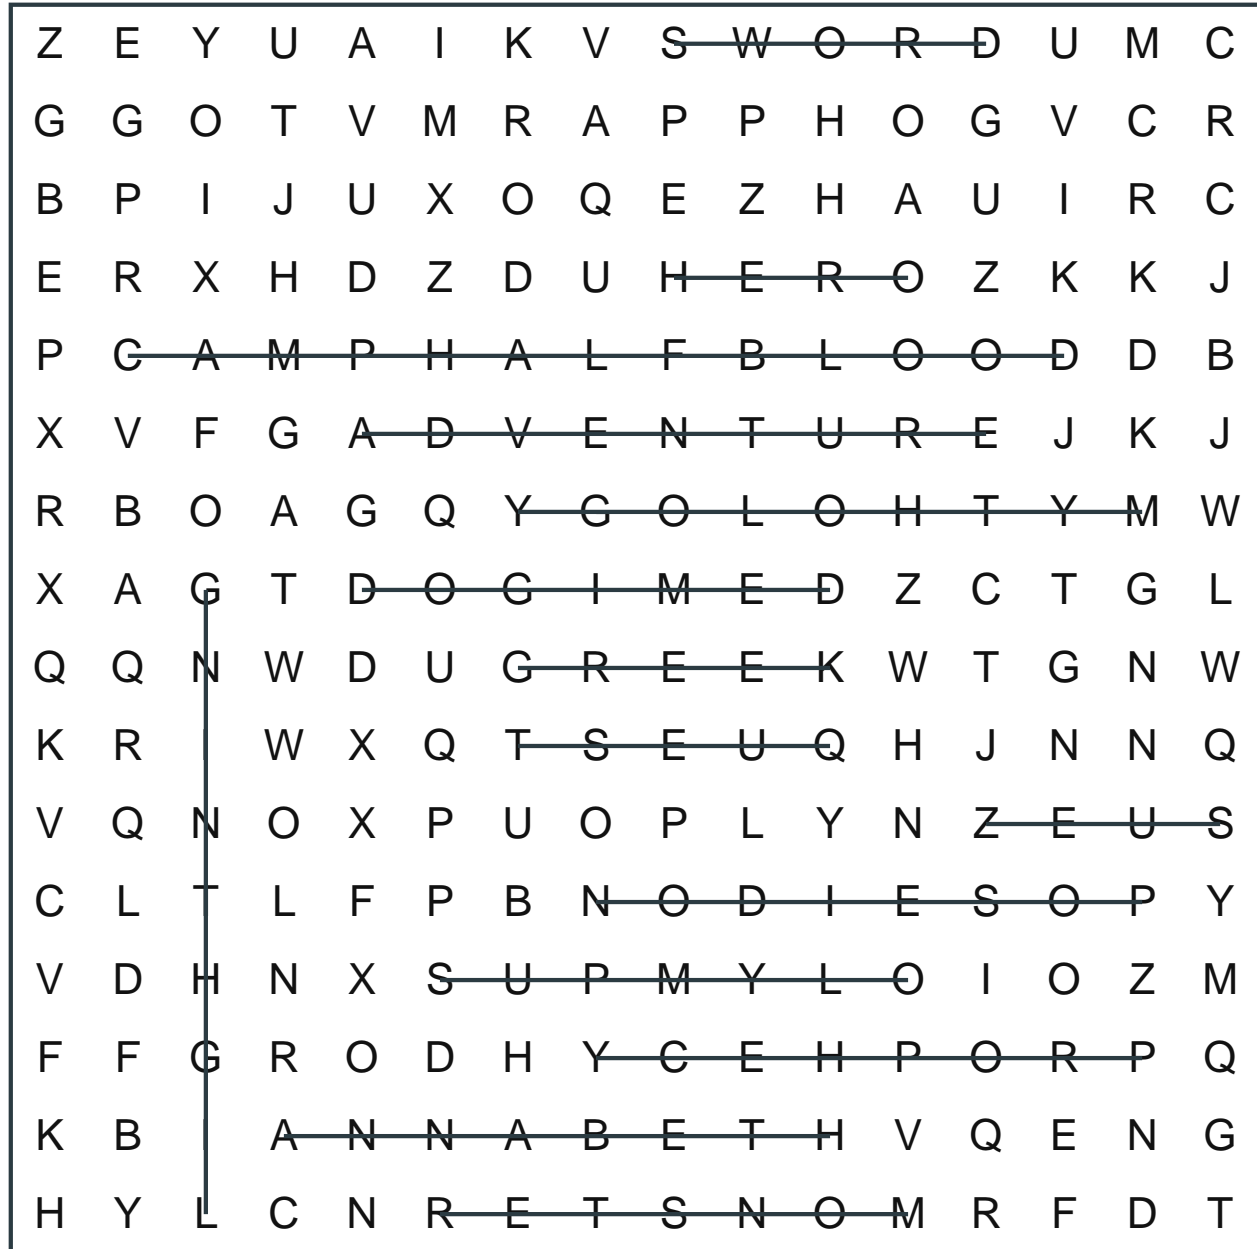 Z E Y U A I K V S W O R D U M C
G G O T V M R A P P H O G V C R
B P I J U X O Q E Z H A U I R C
E R X H D Z D U H E R O Z K K J
P C A M P H A L F B L O O D D B
X V F G A D V E N T U R E J K J
R B O A G Q Y G O L O H T Y M W
X A G T D O G I M E D Z C T G L
Q Q N W D U G R E E K W T G N W
K R I W X Q T S E U Q H J N N Q
V Q N O X P U O P L Y N Z E U S
C L T L F P B N O D I E S O P Y
V D H N X S U P M Y L O I O Z M
F F G R O D H Y C E H P O R P Q
K B I A N N A B E T H V Q E N G
H Y L C N R E T S N O M R F D T